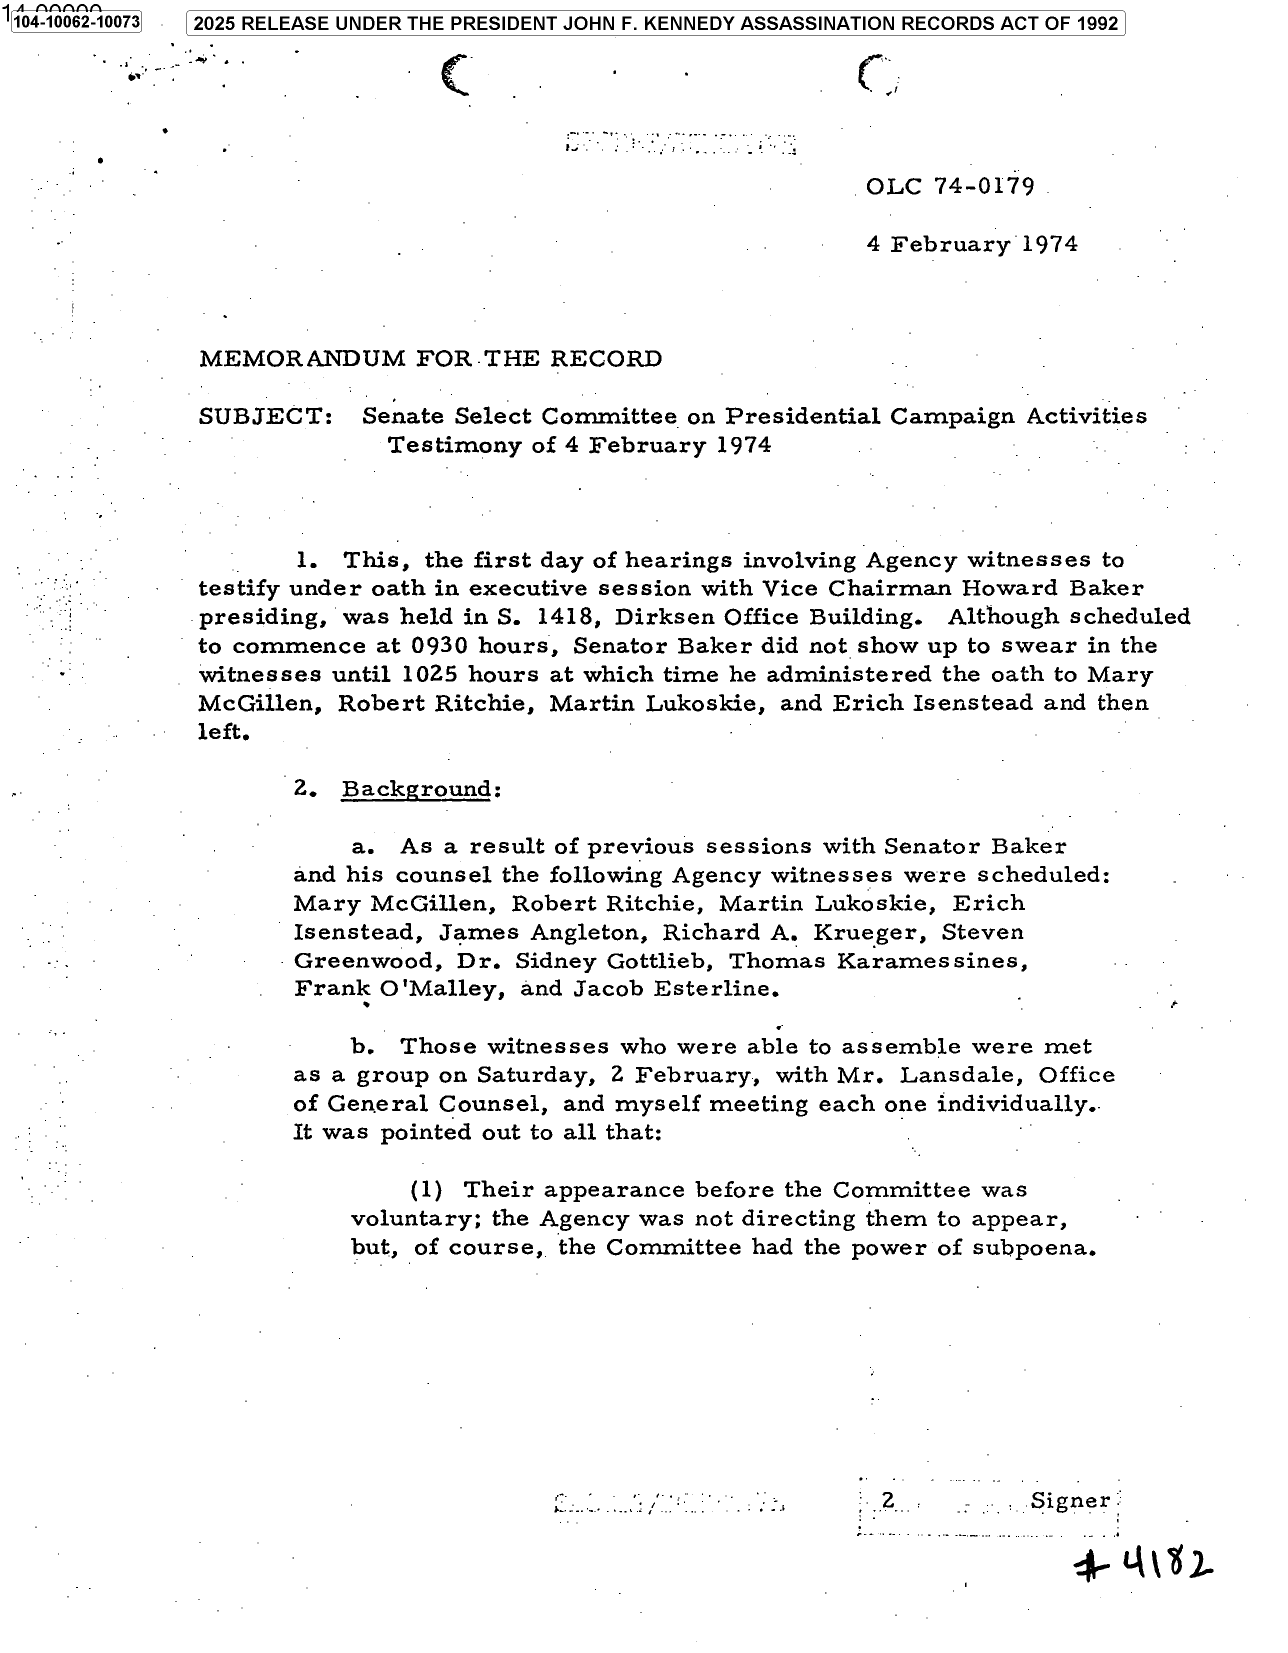 104-10062-10073
2025 RELEASE UNDER THE PRESIDENT JOHN F. KENNEDY ASSASSINATION RECORDS ACT OF 1992
OLC 74-0179
4 February 1974
MEMORANDUM FOR THE RECORD
SUBJECT: Senate Select Committee on Presidential Campaign Activities
Testimony of 4 February 1974
1. This, the first day of hearings involving Agency witnesses to
testify under oath in executive session with Vice Chairman Howard Baker
presiding, was held in S. 1418, Dirksen Office Building. Although scheduled
to commence at 0930 hours, Senator Baker did not show up to swear in the
witnesses until 1025 hours at which time he administered the oath to Mary
McGillen, Robert Ritchie, Martin Lukoskie, and Erich Isenstead and then
left.
2. Background:
a. As a result of previous sessions with Senator Baker
and his counsel the following Agency witnesses were scheduled:
Mary McGillen, Robert Ritchie, Martin Lukoskie, Erich
Isenstead, James Angleton, Richard A. Krueger, Steven
Greenwood, Dr. Sidney Gottlieb, Thomas Karamessines,
Frank O'Malley, and Jacob Esterline.
b. Those witnesses who were able to assemble were met
as a group on Saturday, 2 February, with Mr. Lansdale, Office
of General Counsel, and myself meeting each one individually.
It was pointed out to all that:
(1) Their appearance before the Committee was
voluntary; the Agency was not directing them to appear,
but, of course, the Committee had the power of subpoena.
2 Signer
# 4182